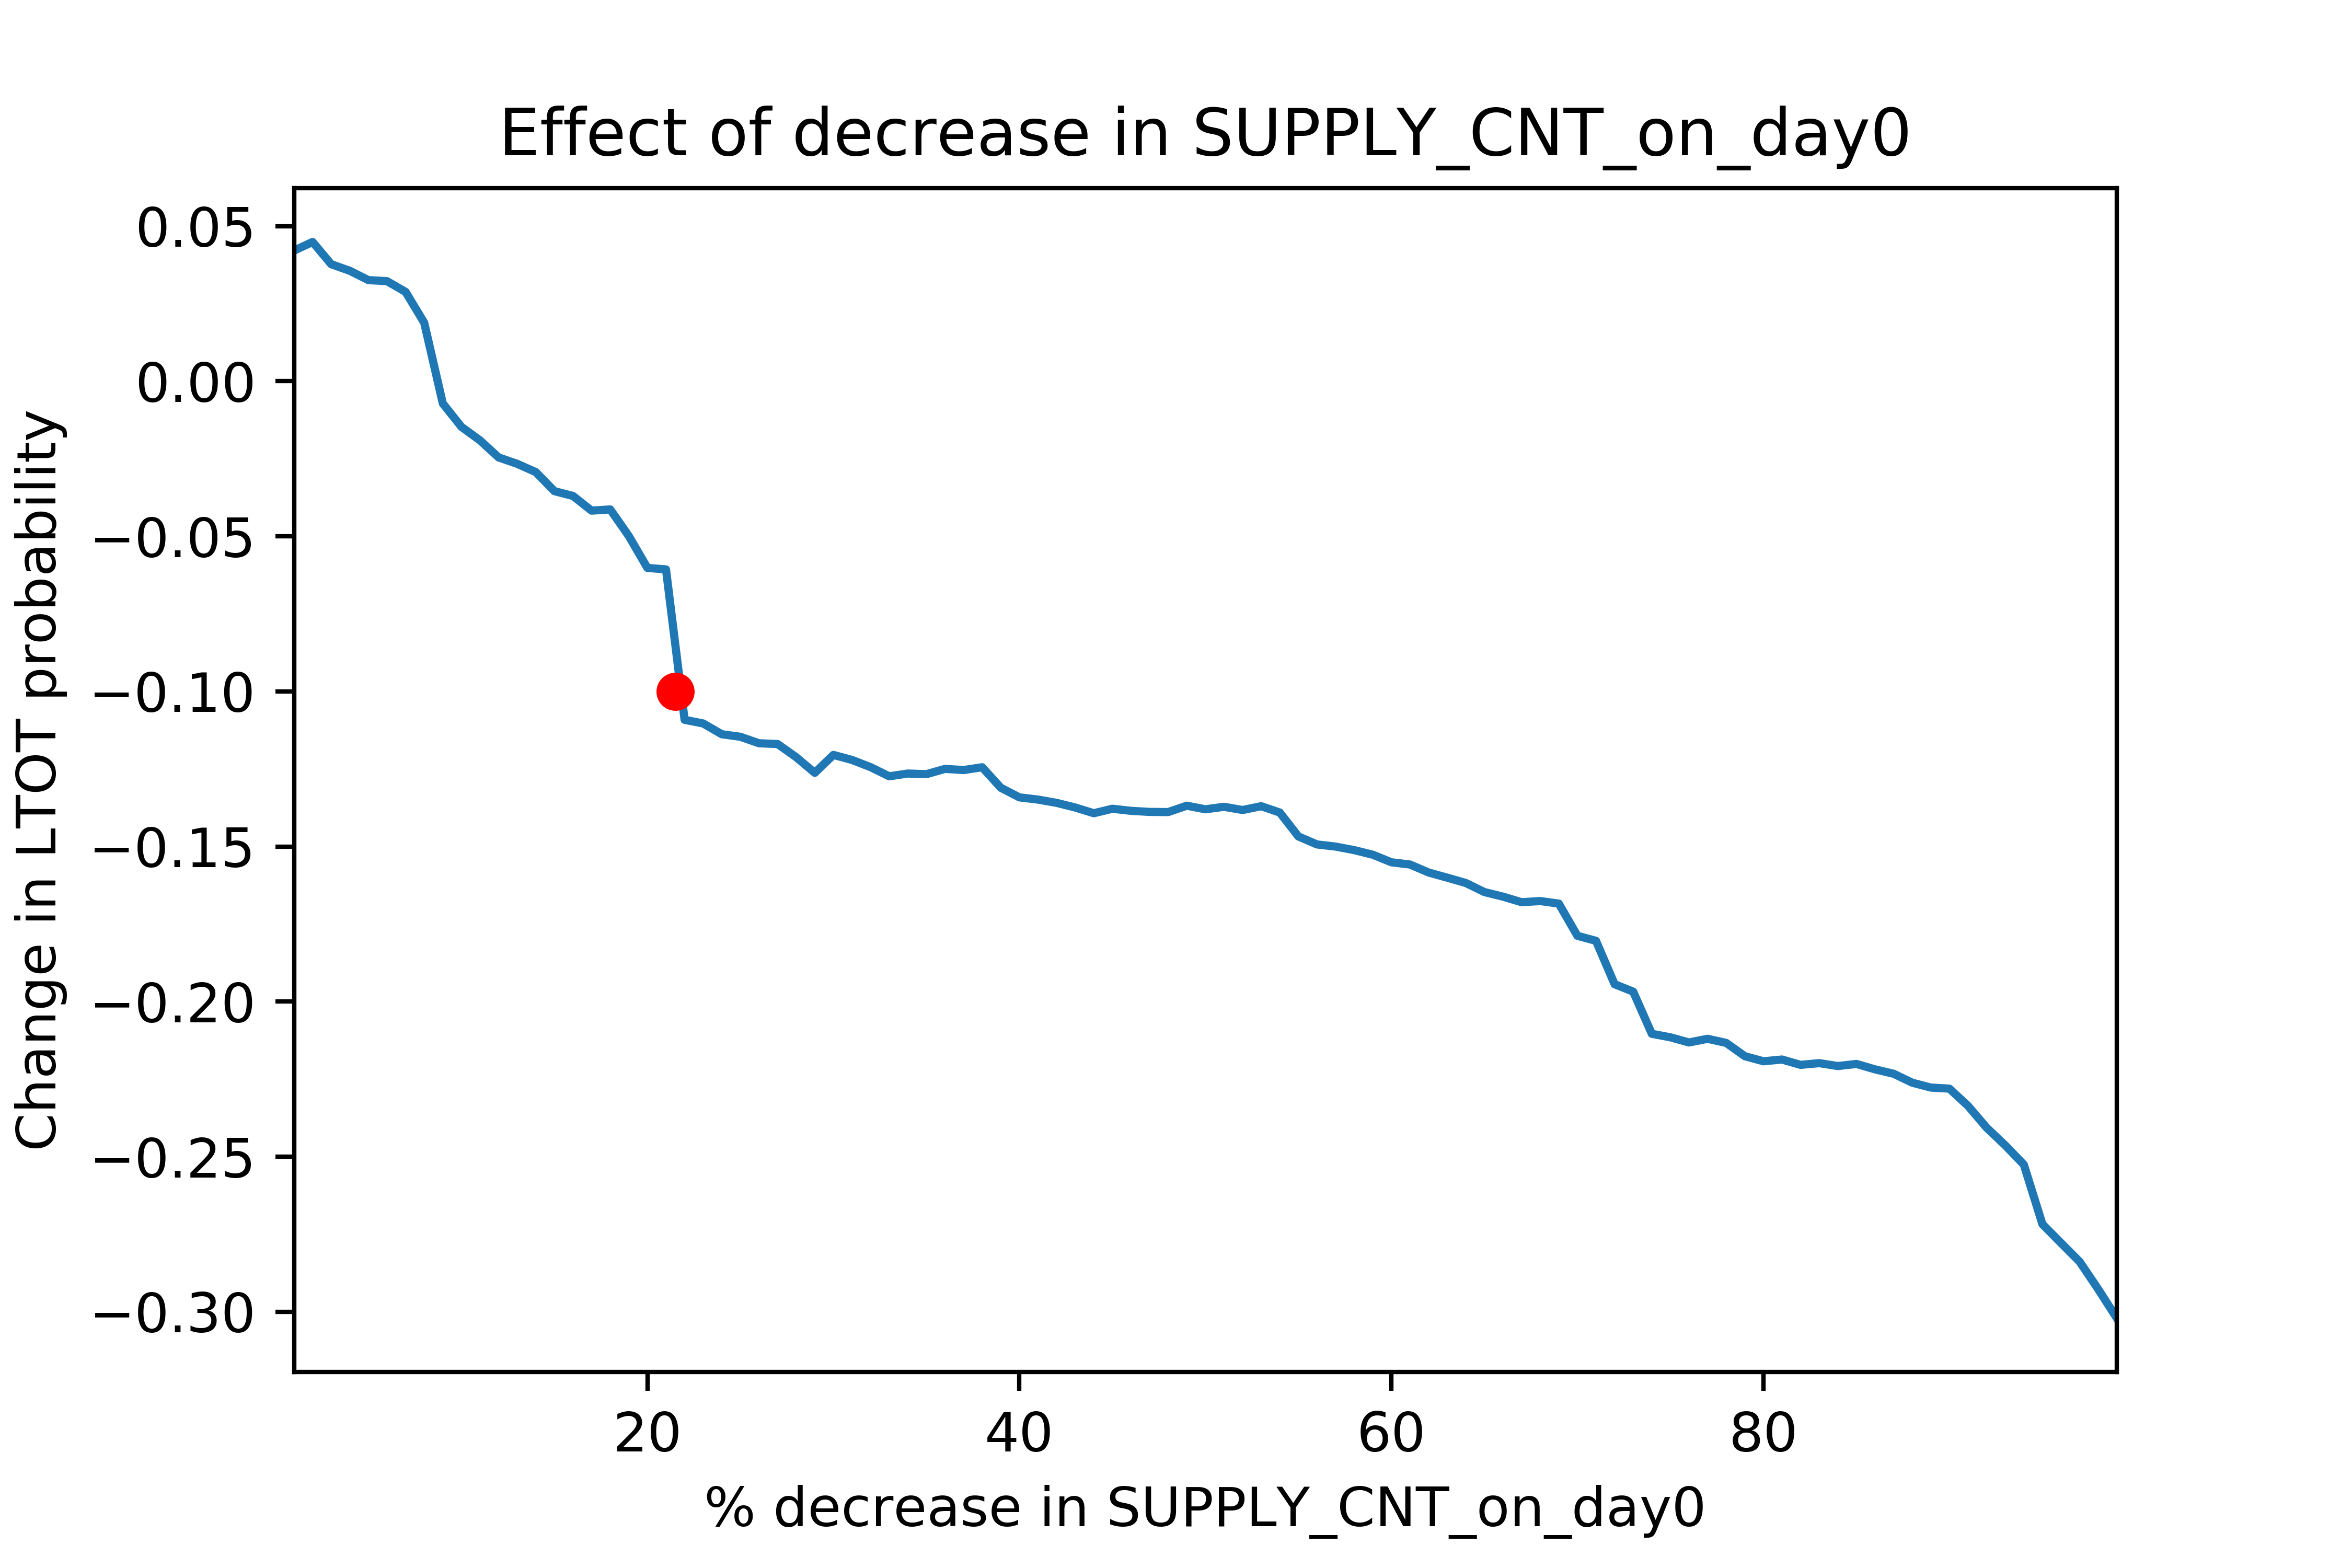 Effect of decrease in SUPPLY_CNT_on_day0
Change in LTOT probability
0.05
0.00
−0.05
−0.10
−0.15
−0.20
−0.25
−0.30
20 40 60 80
% decrease in SUPPLY_CNT_on_day0